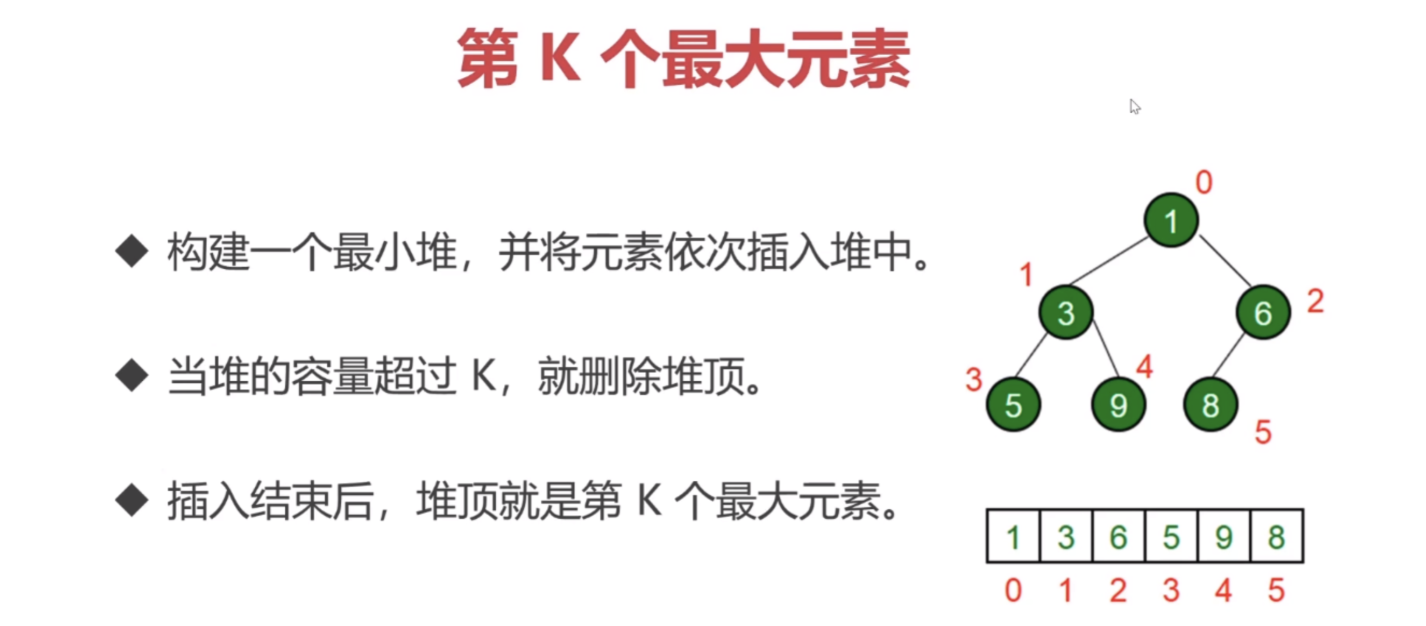 第 K 个最大元素
◆ 构建一个最小堆，并将元素依次插入堆中。
◆ 当堆的容量超过 K，就删除堆顶。
◆ 插入结束后，堆顶就是第 K 个最大元素。
0
1
1
3
6
2
3
5
9
4
8
5
1 3 6 5 9 8
0 1 2 3 4 5